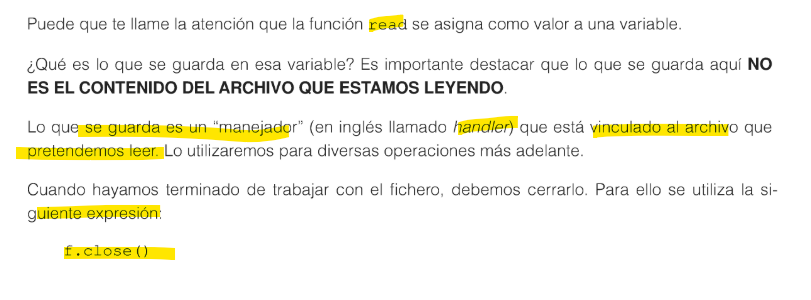 Puede que te llame la atención que la función read se asigna como valor a una variable.
¿Qué es lo que se guarda en esa variable? Es importante destacar que lo que se guarda aquí NO
ES EL CONTENIDO DEL ARCHIVO QUE ESTAMOS LEYENDO.
Lo que se guarda es un “manejador” (en inglés llamado handler) que está vinculado al archivo que
pretendemos leer. Lo utilizaremos para diversas operaciones más adelante.
Cuando hayamos terminado de trabajar con el fichero, debemos cerrarlo. Para ello se utiliza la si-
guiente expresión:
f.close()